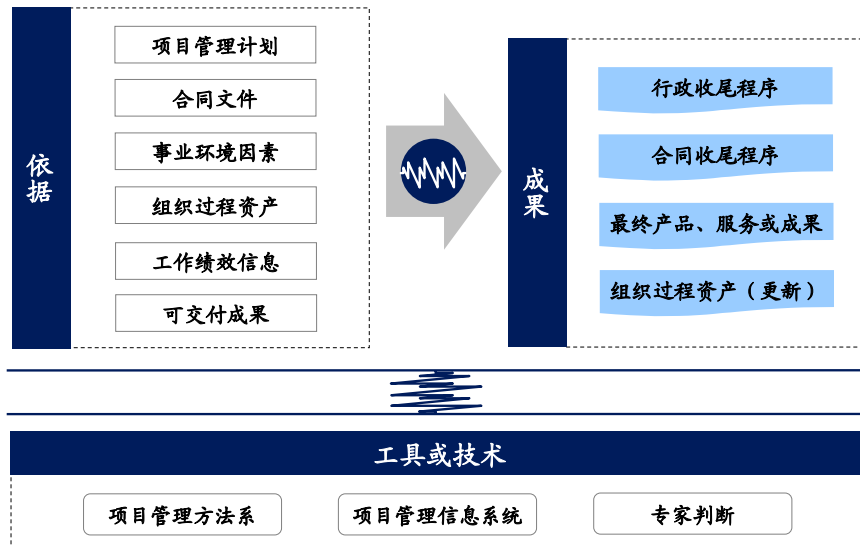 依据
项目管理计划
合同文件
事业环境因素
组织过程资产
工作绩效信息
可交付成果
成果
行政收尾程序
合同收尾程序
最终产品、服务或成果
组织过程资产（更新）
工具或技术
项目管理方法系
项目管理信息系统
专家判断